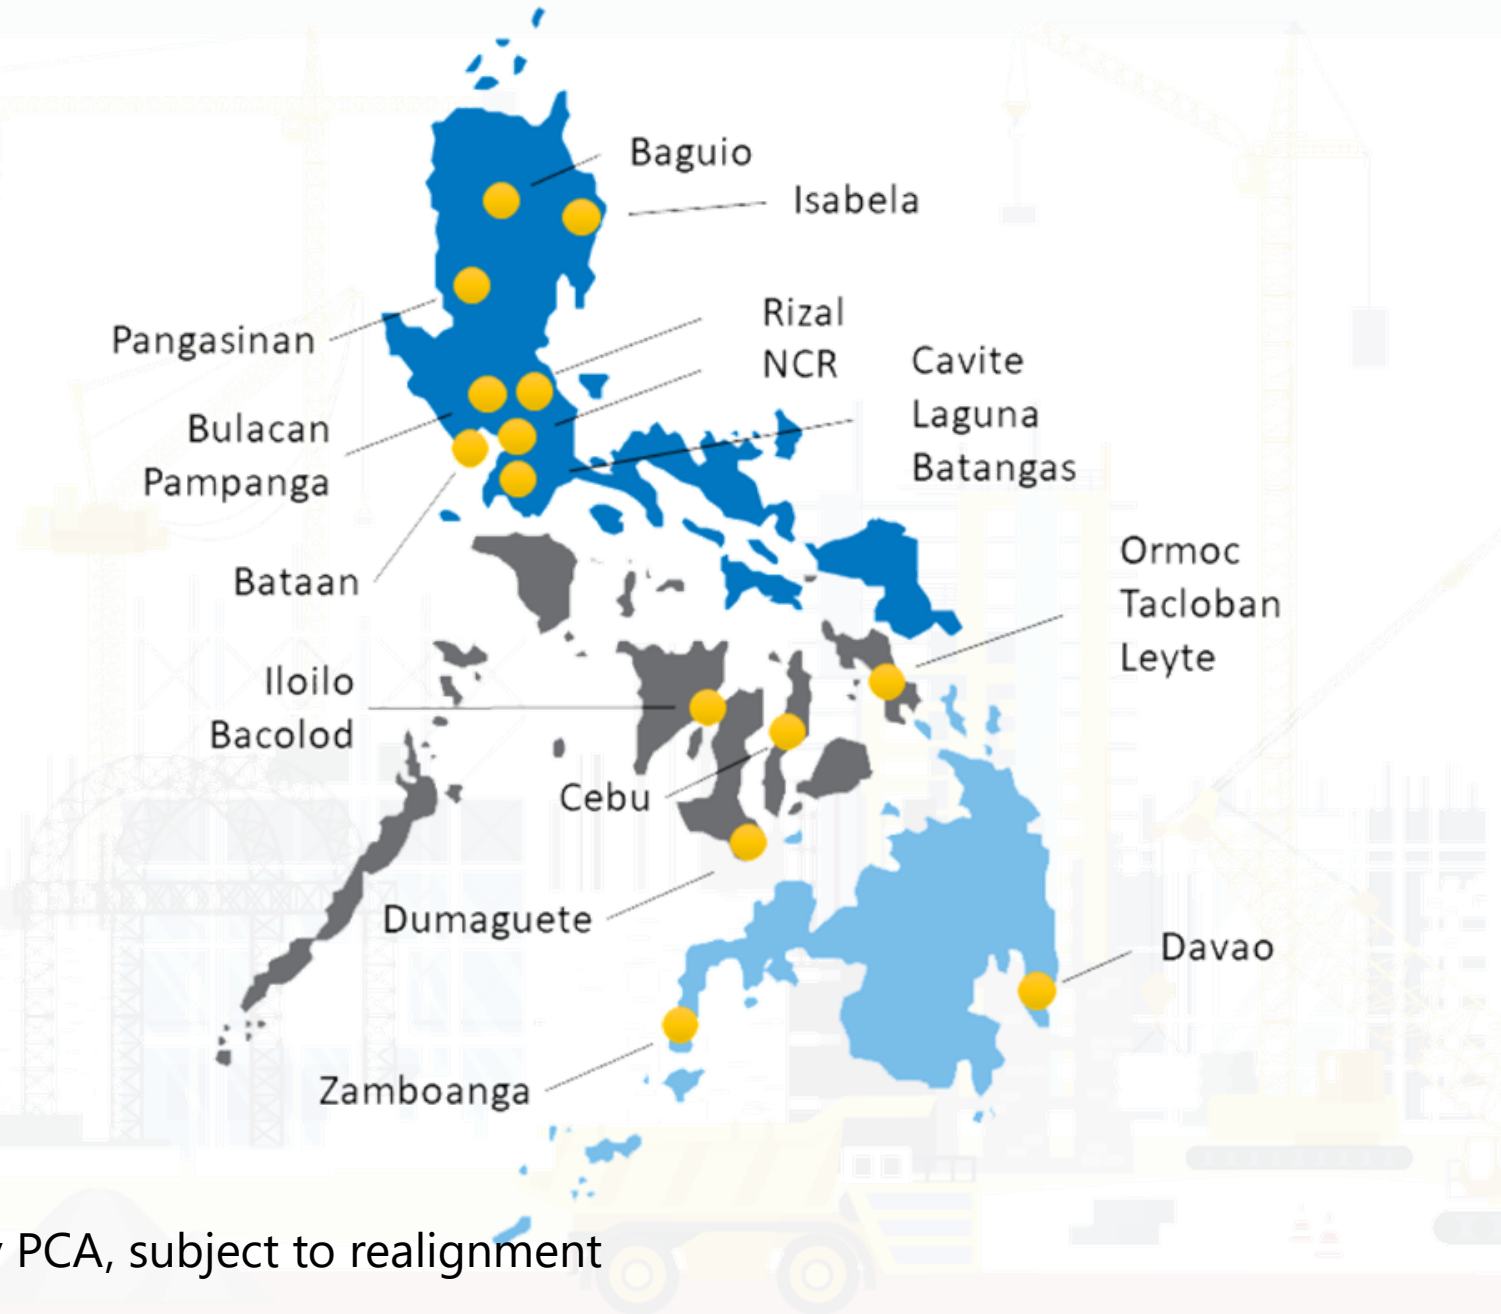 Baguio
Isabela
Pangasinan
Rizal
NCR
Cavite
Laguna
Batangas
Bulacan
Pampanga
Bataan
Ormoc
Tacloban
Leyte
Iloilo
Bacolod
Cebu
Dumaguete
Davao
Zamboanga
PCA, subject to realignment